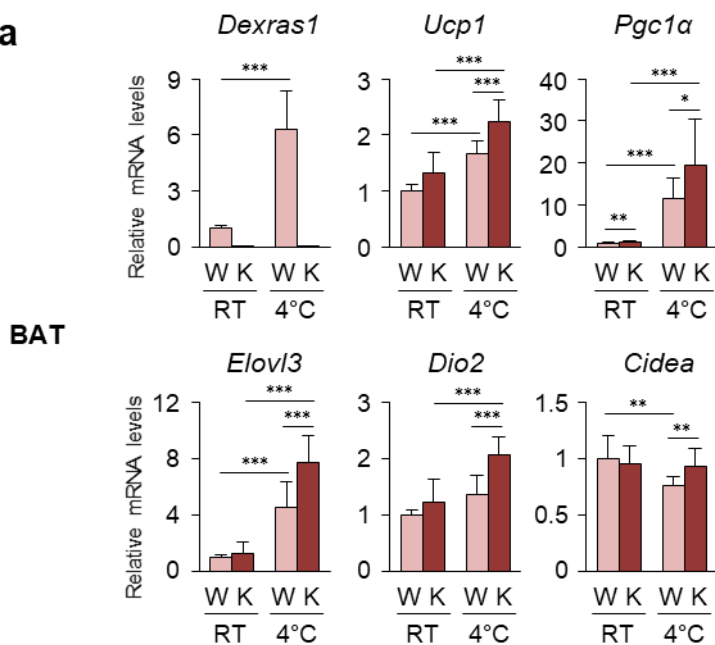 a
Dexras1 Ucp1 Pgc1α
Relative mRNA levels
9
6
3
0
***
W K W K
RT 4°C
3
2
1
0
***
***
***
W K W K
RT 4°C
40
30
20
10
0
***
*
***
**
W K W K
RT 4°C
BAT
Elovl3 Dio2 Cidea
Relative mRNA levels
12
8
4
0
***
***
***
W K W K
RT 4°C
3
2
1
0
***
***
W K W K
RT 4°C
1.5
1
0.5
0
**
**
W K W K
RT 4°C